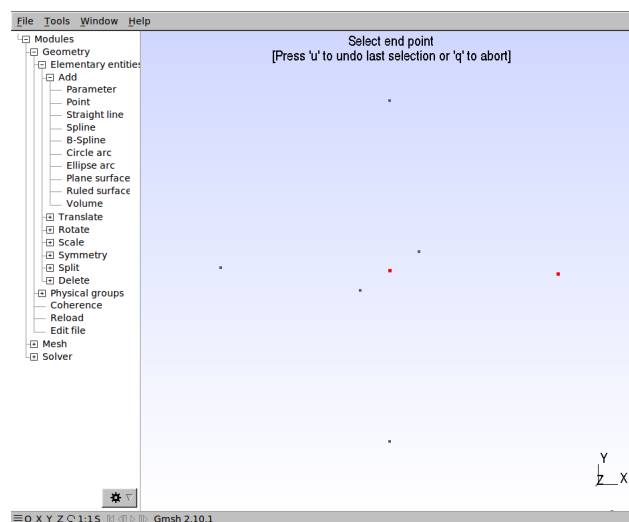 File Tools Window Help
Modules
Geometry
Elementary entities
Add
Parameter
Point
Straight line
Spline
B-Spline
Circle arc
Ellipse arc
Plane surface
Ruled surface
Volume
Translate
Rotate
Scale
Symmetry
Split
Delete
Physical groups
Coherence
Reload
Edit file
Mesh
Solver
Select end point
[Press 'u' to undo last selection or 'q' to abort]
Y
Z X
O X Y Z 1:1 S Gmsh 2.10.1